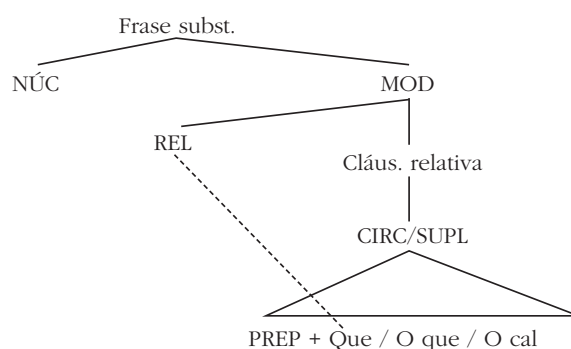 Frase subst.
NÚC MOD
REL
Cláus. relativa
CIRC/SUPL
PREP + Que / O que / O cal